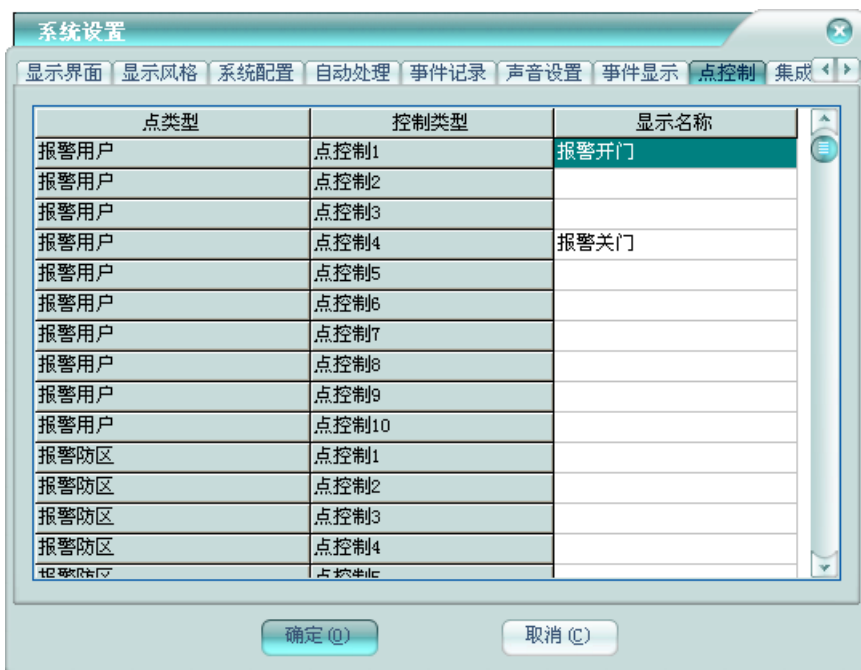 系统设置
显示界面 显示风格 系统配置 自动处理 事件记录 声音设置 事件显示 点控制 集成
点类型 控制类型 显示名称
报警用户 点控制1 报警开门
报警用户 点控制2
报警用户 点控制3
报警用户 点控制4 报警关门
报警用户 点控制5
报警用户 点控制6
报警用户 点控制7
报警用户 点控制8
报警用户 点控制9
报警用户 点控制10
报警防区 点控制1
报警防区 点控制2
报警防区 点控制3
报警防区 点控制4
报警防区 点控制5
确定(O) 取消(C)